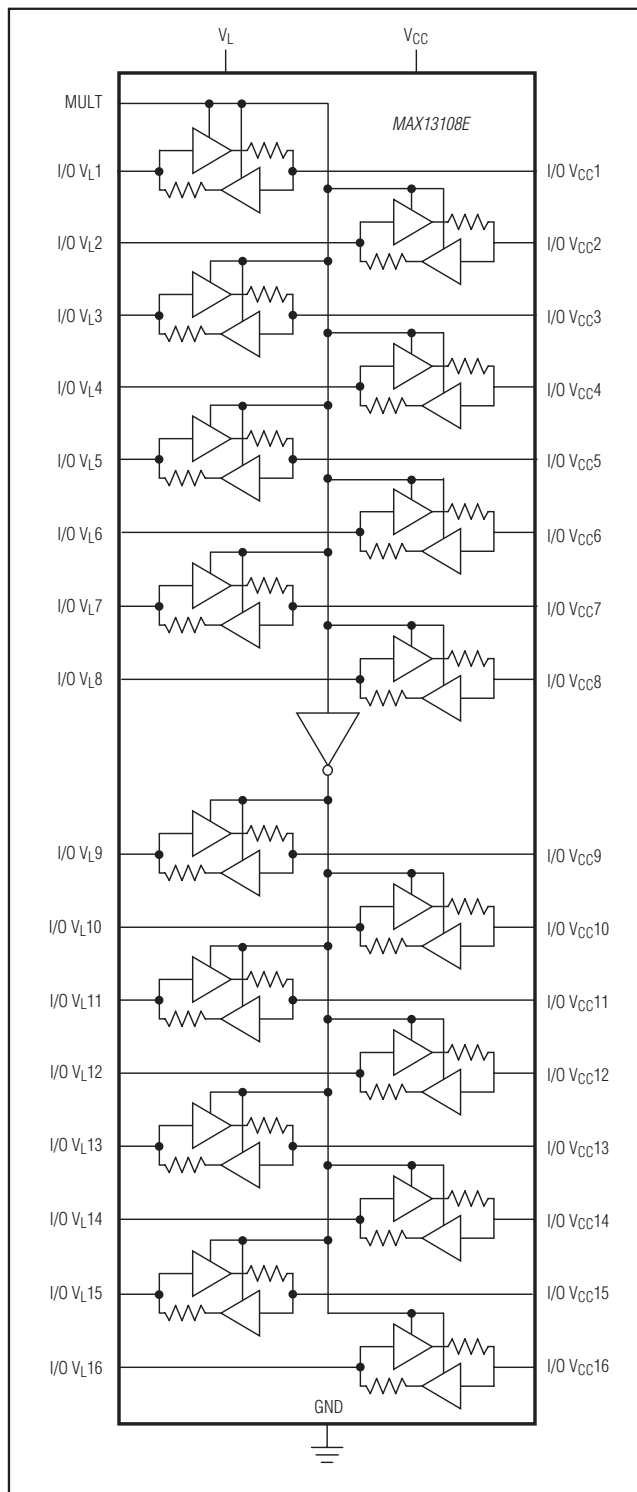 VL VCC
MULT
MAX13108E
I/O VL1 I/O VCC1
I/O VL2 I/O VCC2
I/O VL3 I/O VCC3
I/O VL4 I/O VCC4
I/O VL5 I/O VCC5
I/O VL6 I/O VCC6
I/O VL7 I/O VCC7
I/O VL8 I/O VCC8
I/O VL9 I/O VCC9
I/O VL10 I/O VCC10
I/O VL11 I/O VCC11
I/O VL12 I/O VCC12
I/O VL13 I/O VCC13
I/O VL14 I/O VCC14
I/O VL15 I/O VCC15
I/O VL16 I/O VCC16
GND